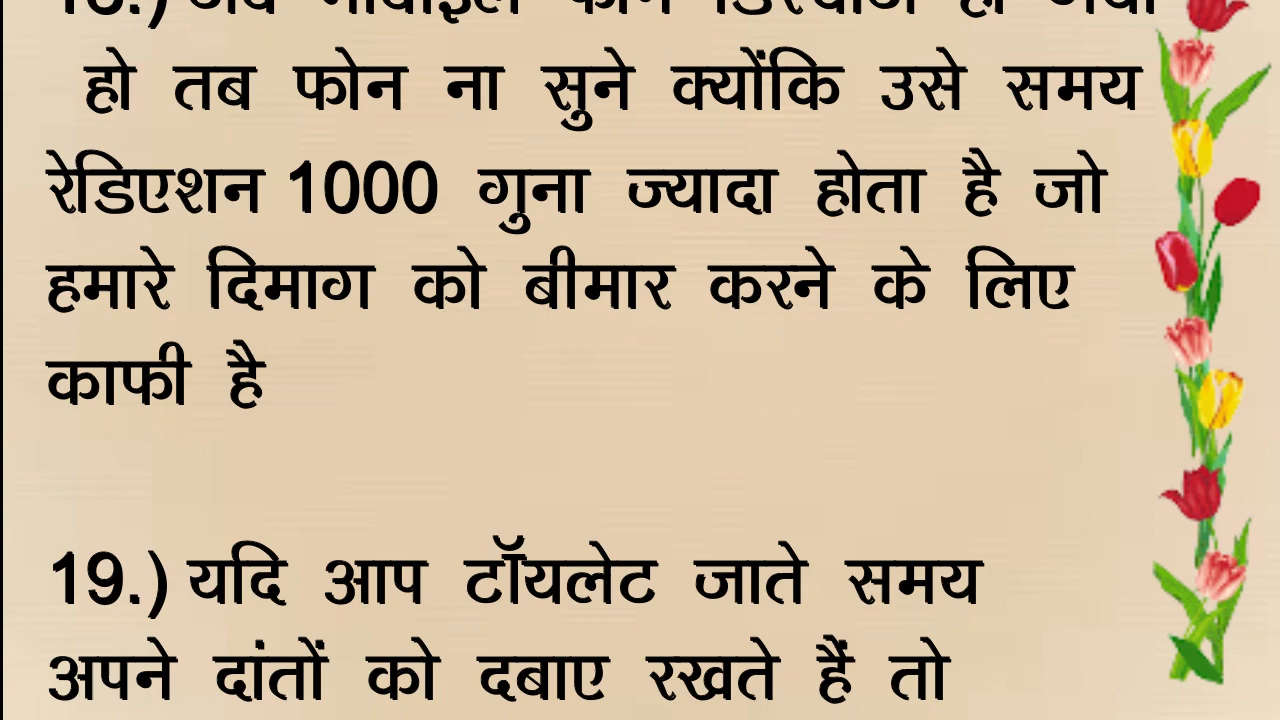 हो तब फोन ना सुने क्योंकि उसे समय
रेडिएशन 1000 गुना ज्यादा होता है जो
हमारे दिमाग को बीमार करने के लिए
काफी है
19.) यदि आप टॉयलेट जाते समय
अपने दांतों को दबाए रखते हैं तो